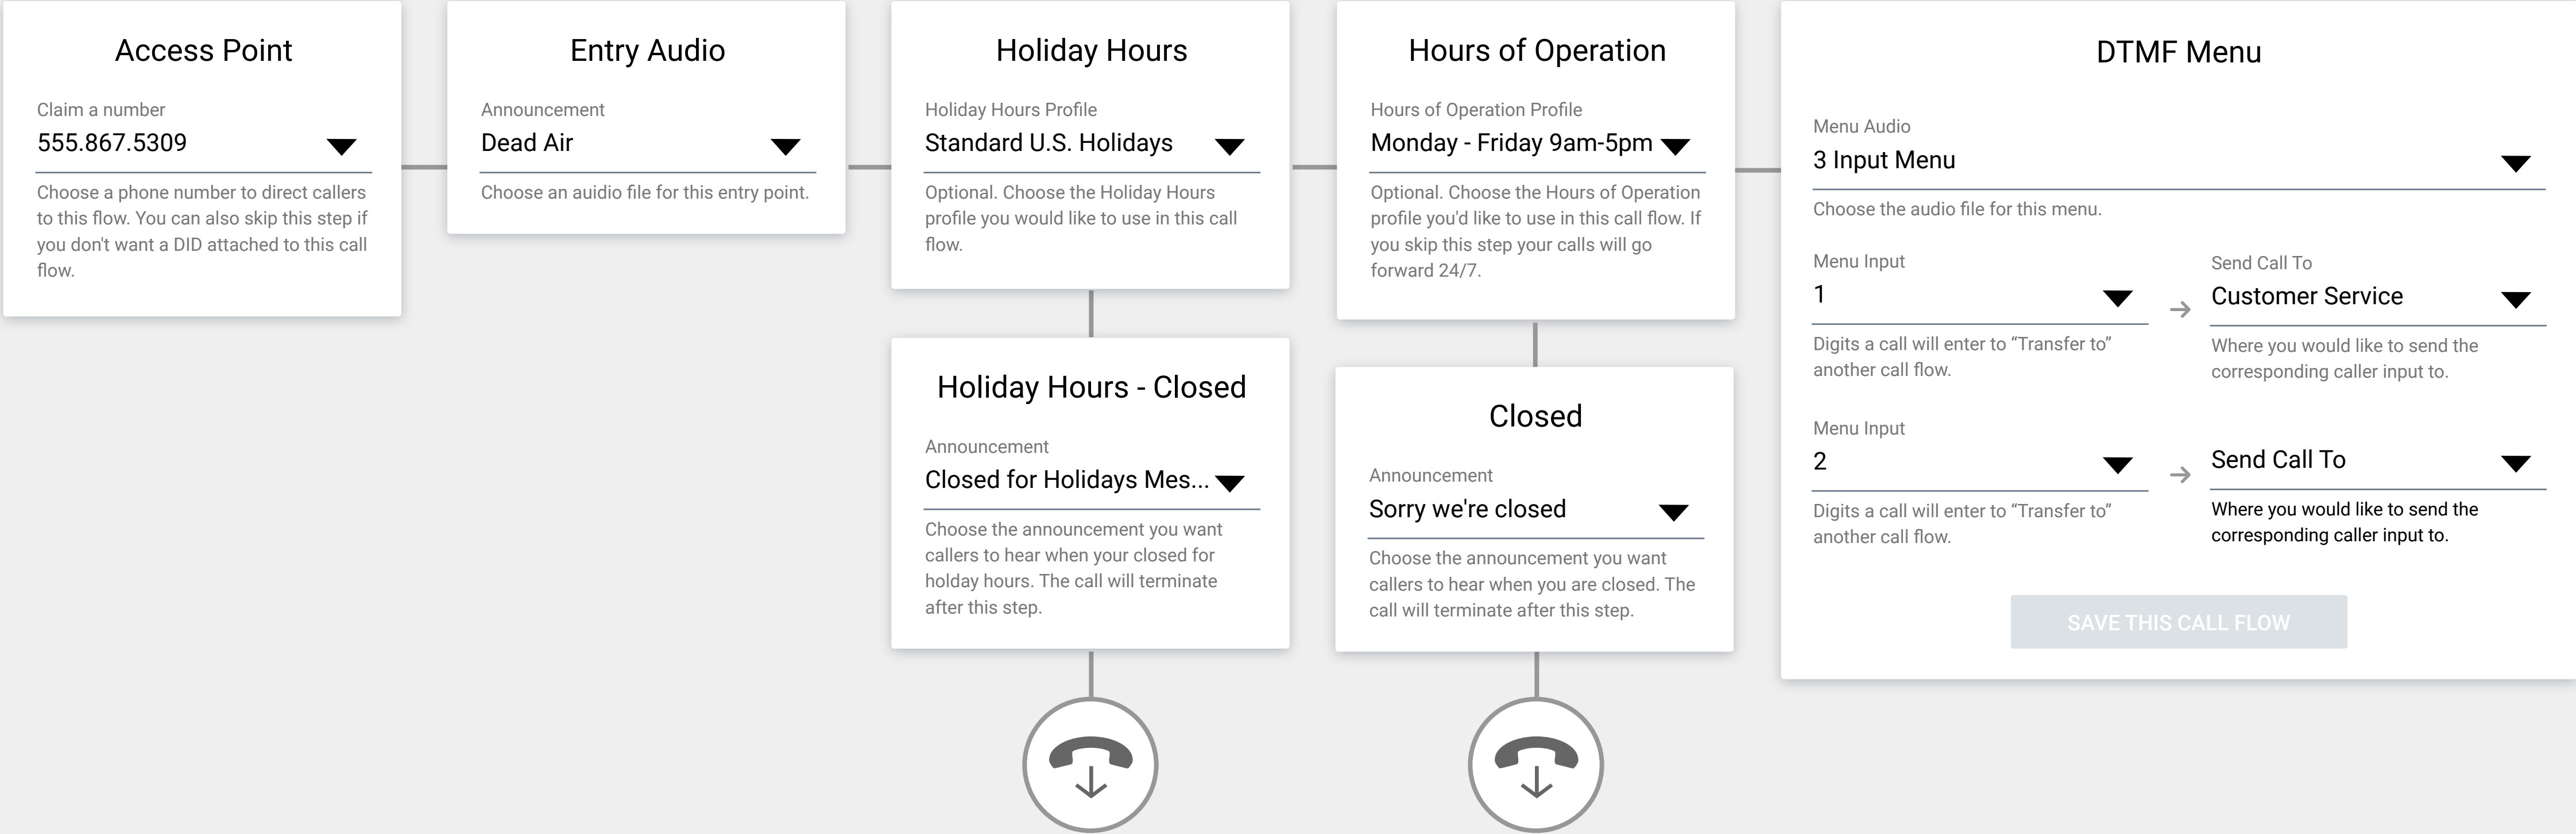 Access Point
Claim a number
555.867.5309
Choose a phone number to direct callers
to this flow. You can also skip this step if
you don't want a DID attached to this call
flow.
Entry Audio
Announcement
Dead Air
Choose an auidio file for this entry point.
Holiday Hours
Holiday Hours Profile
Standard U.S. Holidays
Optional. Choose the Holiday Hours
profile you would like to use in this call
flow.
Holiday Hours - Closed
Announcement
Closed for Holidays Mes...
Choose the announcement you want
callers to hear when your closed for
holday hours. The call will terminate
after this step.
Hours of Operation
Hours of Operation Profile
Monday - Friday 9am-5pm
Optional. Choose the Hours of Operation
profile you'd like to use in this call flow. If
you skip this step your calls will go
forward 24/7.
Closed
Announcement
Sorry we're closed
Choose the announcement you want
callers to hear when you are closed. The
call will terminate after this step.
DTMF Menu
Menu Audio
3 Input Menu
Choose the audio file for this menu.
Menu Input
1
Digits a call will enter to “Transfer to”
another call flow.
Send Call To
Customer Service
Where you would like to send the
corresponding caller input to.
Menu Input
2
Digits a call will enter to “Transfer to”
another call flow.
Send Call To
Where you would like to send the
corresponding caller input to.
SAVE THIS CALL FLOW